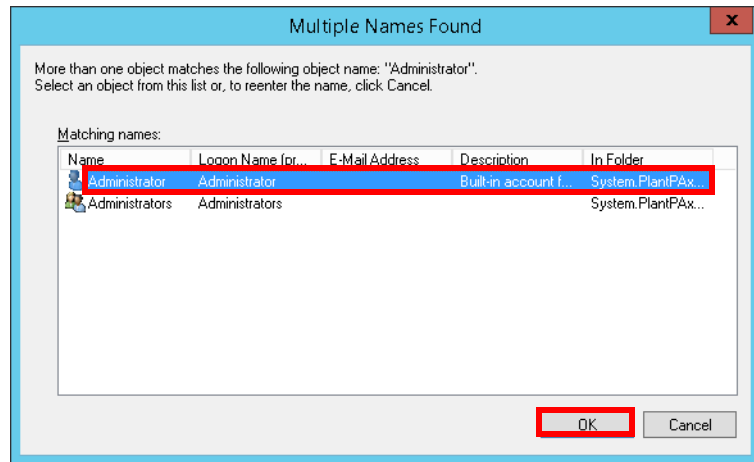 Multiple Names Found
x
More than one object matches the following object name: "Administrator".
Select an object from this list or, to reenter the name, click Cancel.
Matching names:
Name Logon Name (pr... E-Mail Address Description In Folder
Administrator Administrator Built-in account f... System.PlantPAx...
Administrators Administrators System.PlantPAx...
OK Cancel